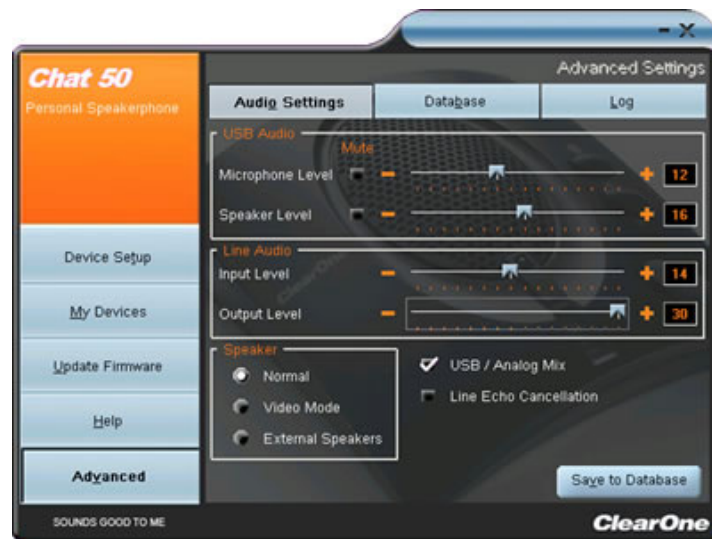 Chat 50
Personal Speakerphone
Advanced Settings
Audio Settings
Database
Log
USB Audio
Mute
Microphone Level
12
Speaker Level
16
Line Audio
Input Level
14
Output Level
30
Speaker
Normal
Video Mode
External Speakers
USB / Analog Mix
Line Echo Cancellation
Device Setup
My Devices
Update Firmware
Help
Advanced
Save to Database
SOUNDS GOOD TO ME
ClearOne